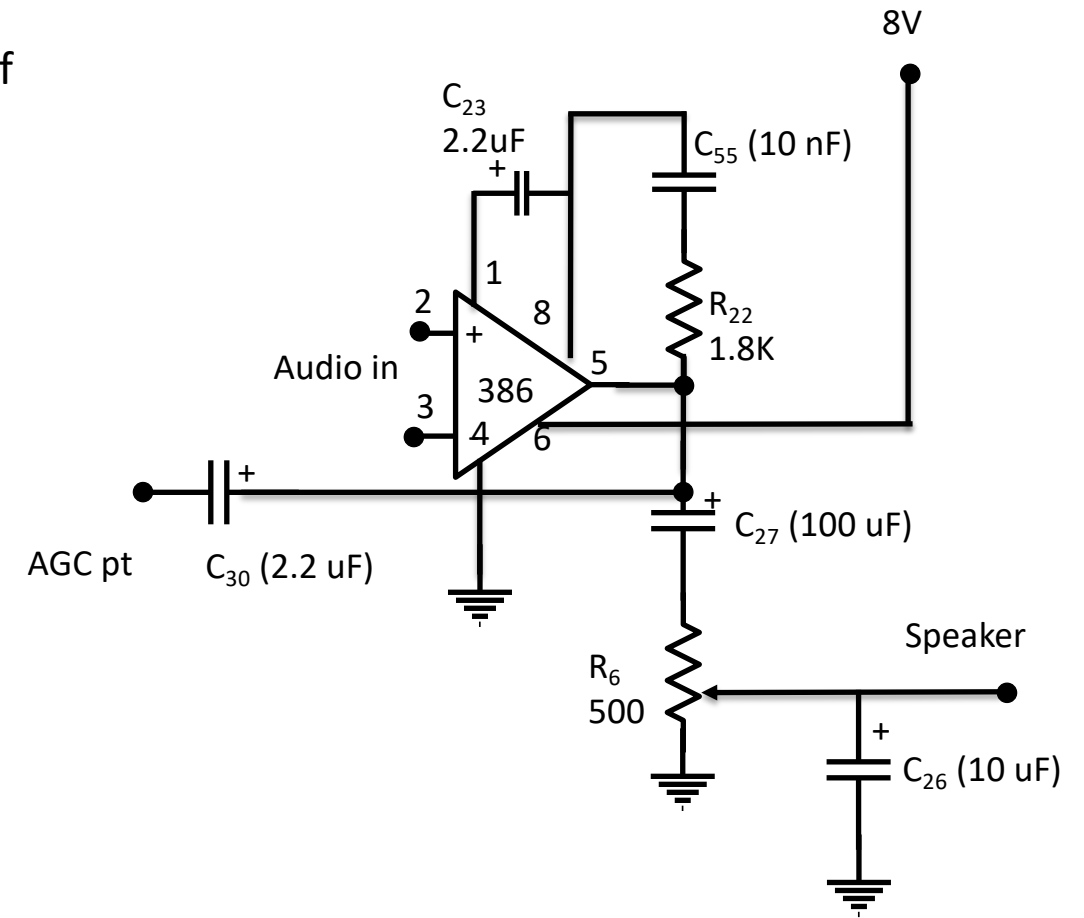 f
8V
C₂₃
2.2uF
+
C₅₅ (10 nF)
1
2
8
R₂₂
1.8K
+
5
Audio in
386
3
-4
6
+
+
C₂₇ (100 uF)
AGC pt
C₃₀ (2.2 uF)
Speaker
R₆
500
+
C₂₆ (10 uF)